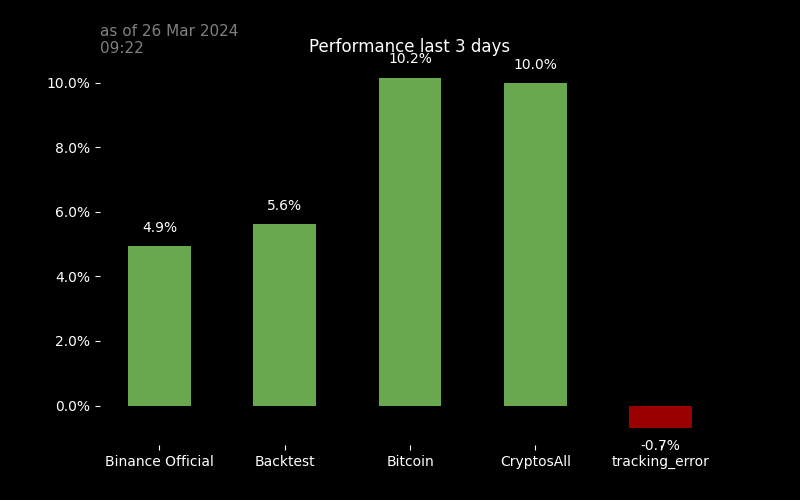 as of 26 Mar 2024
09:22
Performance last 3 days
10.0%
8.0%
6.0%
4.0%
2.0%
0.0%
4.9%
5.6%
10.2%
10.0%
-0.7%
Binance Official
Backtest
Bitcoin
CryptosAll
tracking_error